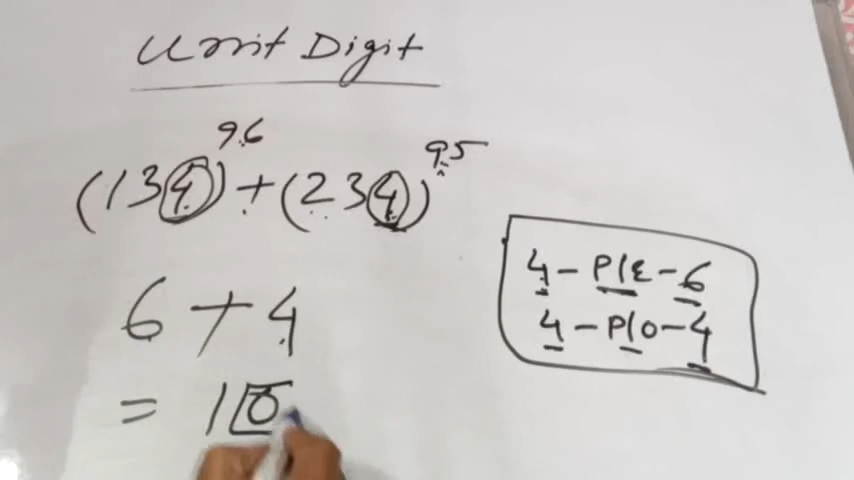 Unit Digit
(134)^96 + (234)^95
4 - P/E - 6
4 - P/O - 4
6 + 4
= 10